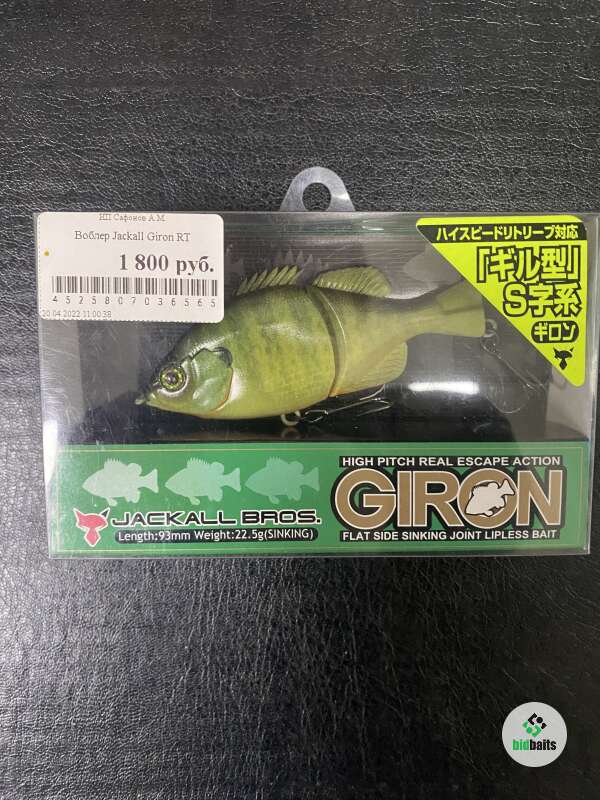 ИП Сафонов А.М.
Воблер Jackall Giron RT
1 800 руб.
4525807036565
20.04.2022 11:00:38
ハイスピードリトリーブ対応
「ギル型」
S字系
ギロン
HIGH PITCH REAL ESCAPE ACTION
GIRON
FLAT SIDE SINKING JOINT LIPLESS BAIT
JACKALL BROS.
Length:93mm Weight:22.5g(SINKING)
bidbaits